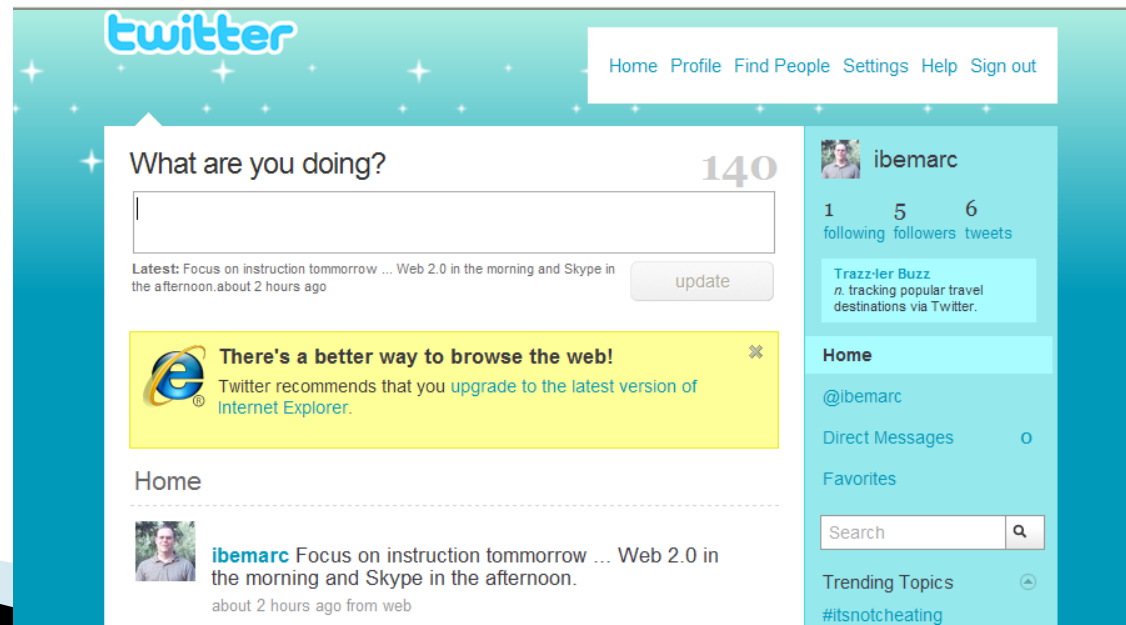 twitter
Home Profile Find People Settings Help Sign out
What are you doing?
140
Latest: Focus on instruction tommorrow ... Web 2.0 in the morning and Skype in
the afternoon.about 2 hours ago
update
There's a better way to browse the web!
Twitter recommends that you upgrade to the latest version of
Internet Explorer.
®
Home
ibemarc Focus on instruction tommorrow ... Web 2.0 in
the morning and Skype in the afternoon.
about 2 hours ago from web
ibemarc
1 5 6
following followers tweets
Trazz·ler Buzz
n. tracking popular travel
destinations via Twitter.
Home
@ibemarc
Direct Messages 0
Favorites
Search
Trending Topics
#itsnotcheating